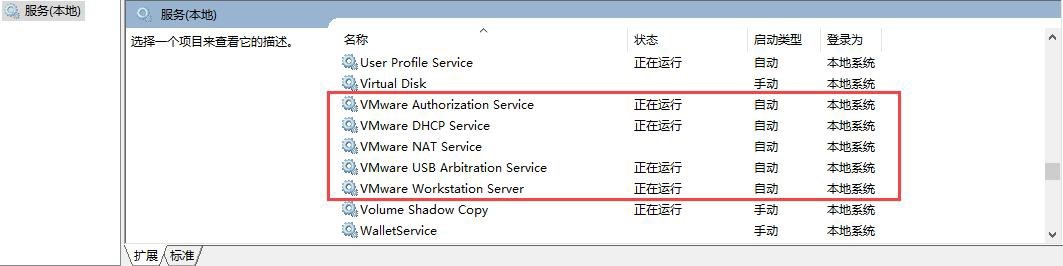 服务(本地)
服务(本地)
选择一个项目来查看它的描述。
名称 状态 启动类型 登录为
User Profile Service 正在运行 自动 本地系统
Virtual Disk 手动 本地系统
VMware Authorization Service 正在运行 自动 本地系统
VMware DHCP Service 正在运行 自动 本地系统
VMware NAT Service 自动 本地系统
VMware USB Arbitration Service 正在运行 自动 本地系统
VMware Workstation Server 正在运行 自动 本地系统
Volume Shadow Copy 正在运行 手动 本地系统
WalletService 手动 本地系统
扩展 标准